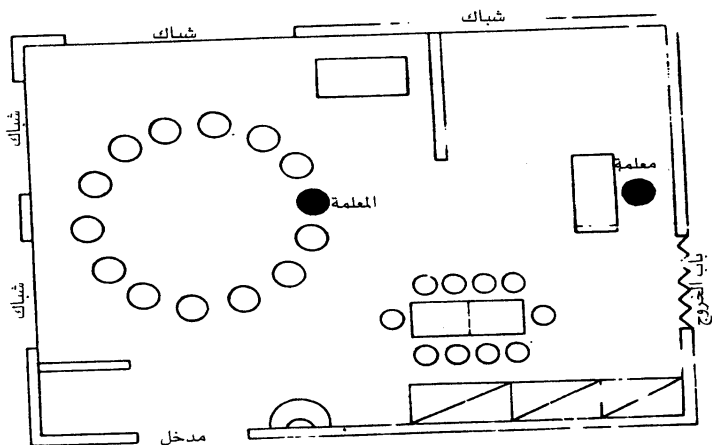 شباك
شباك
شباك
معلمة
المعلمة
باب الخروج
شباك
مدخل